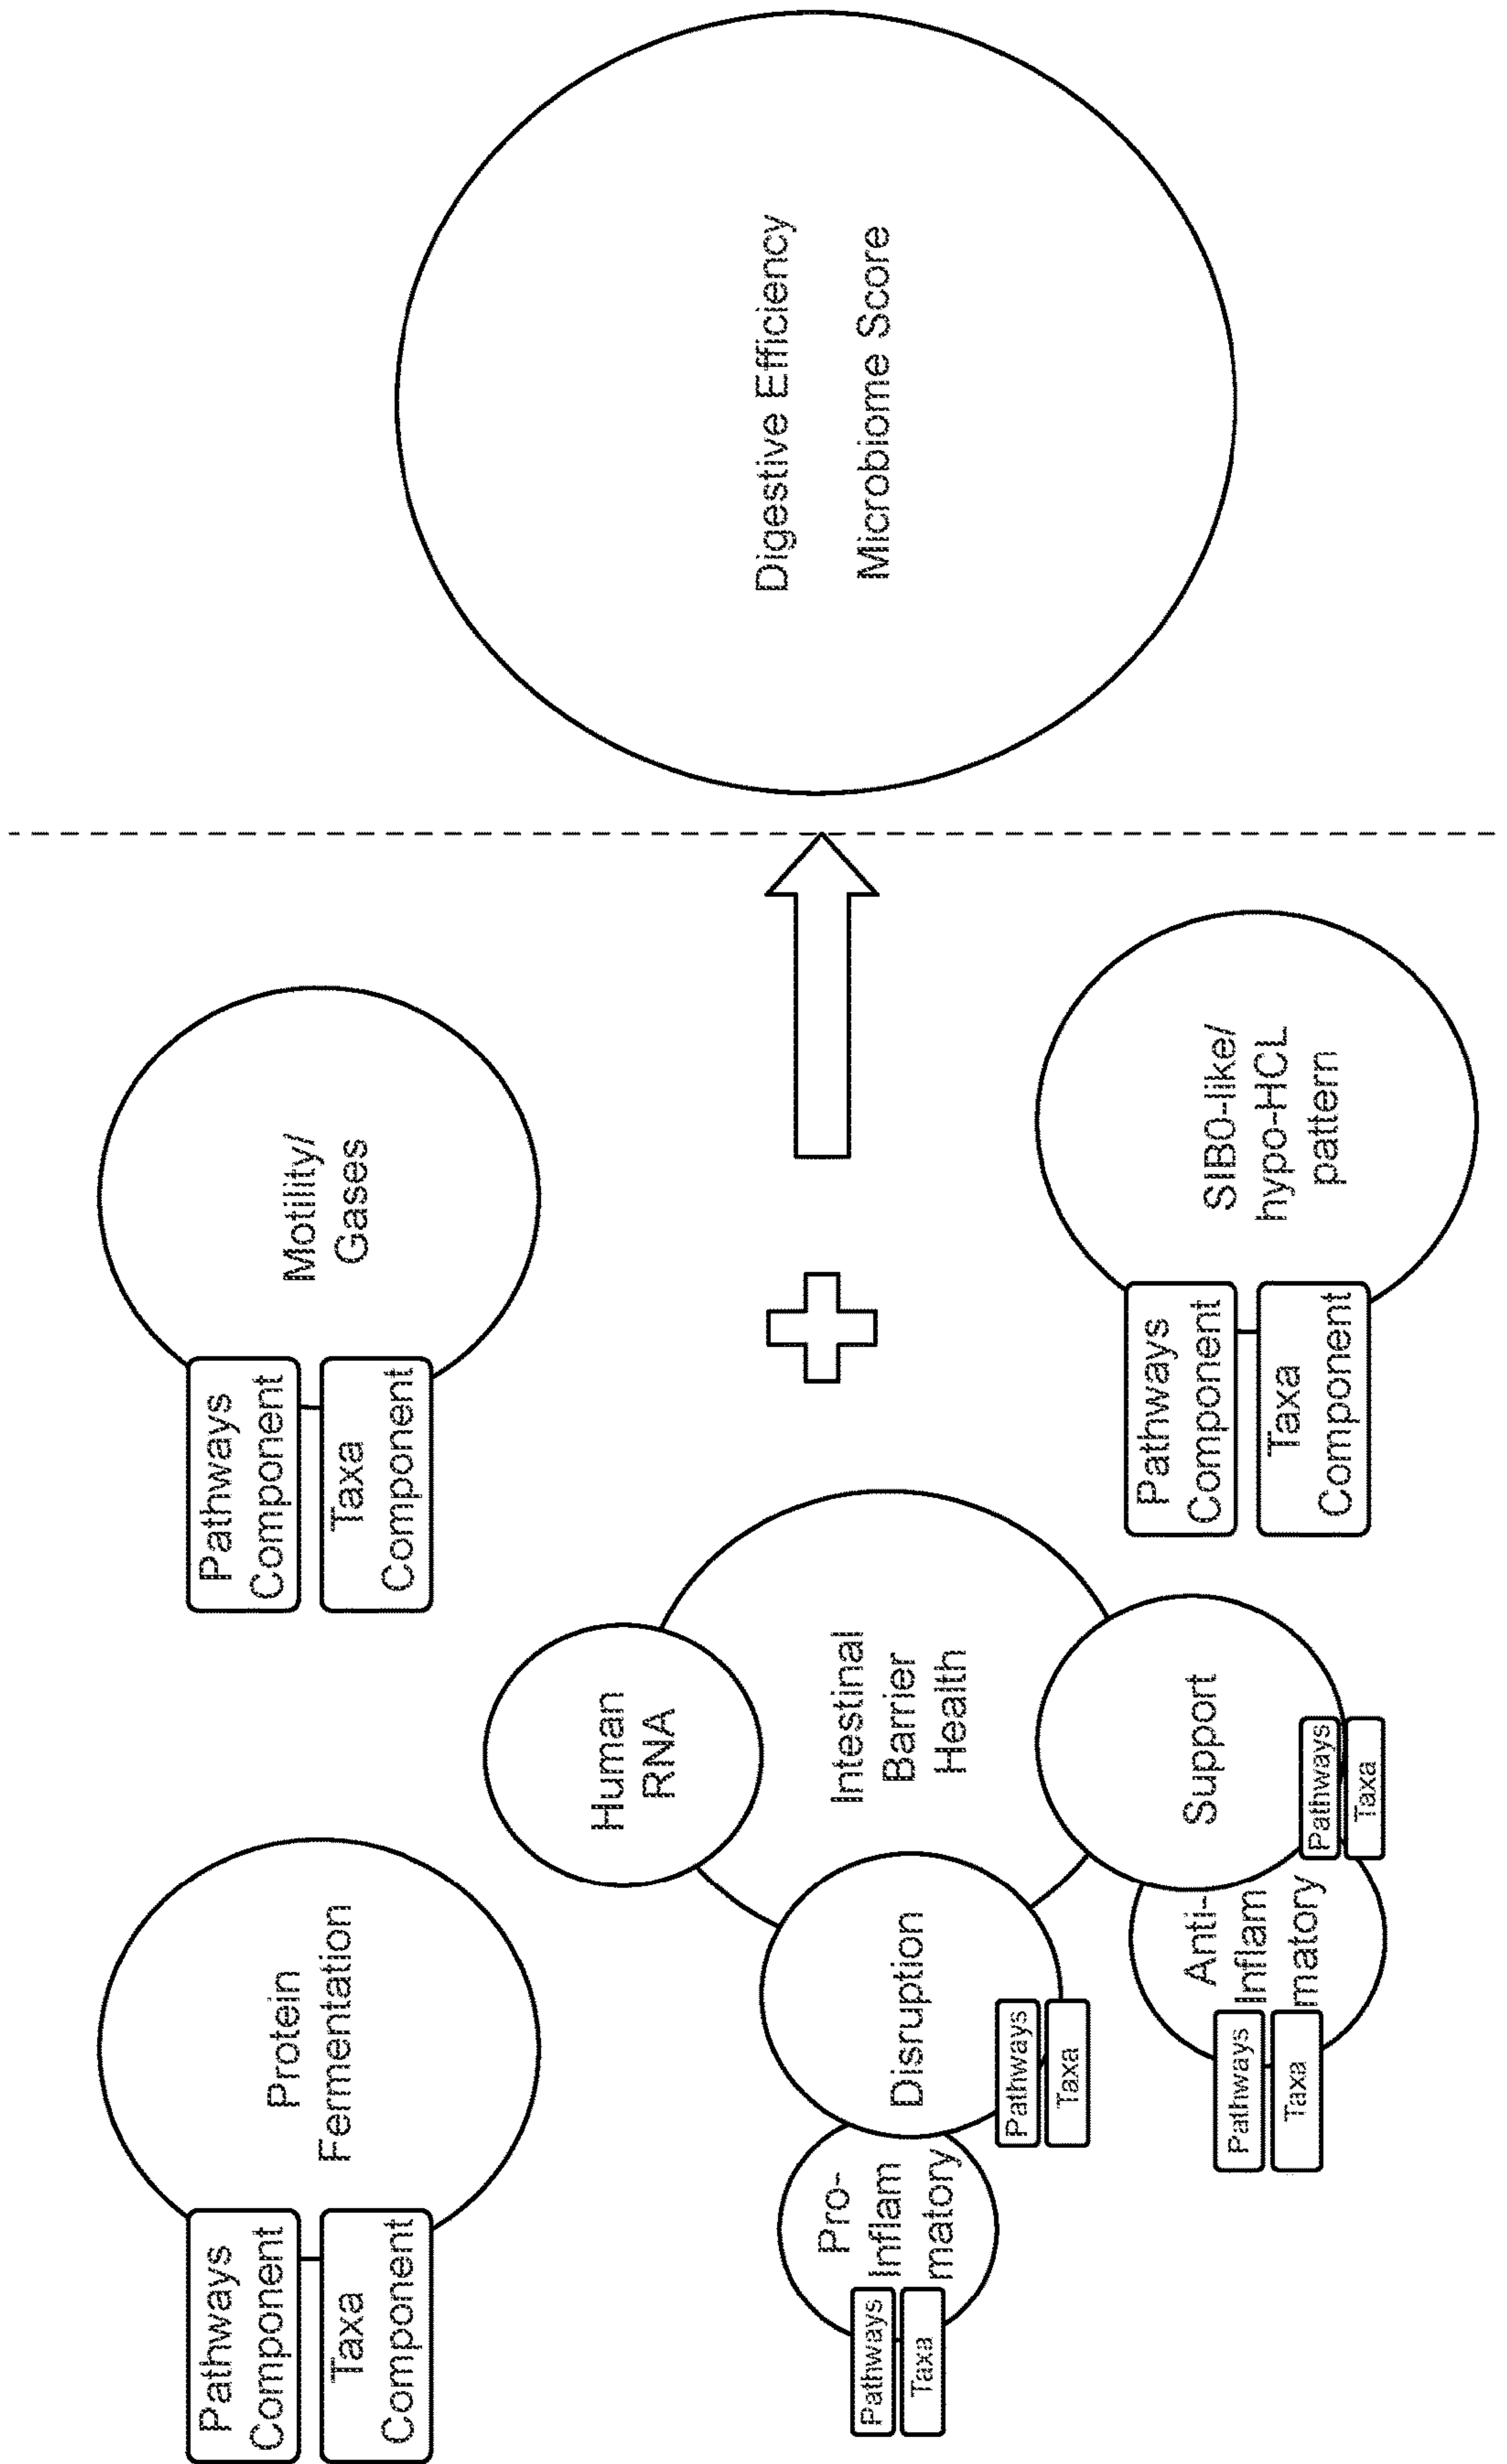 Pathways
Component
Taxa
Component
Protein
Fermentation
Pathways
Component
Taxa
Component
Motility/
Gases
Human
RNA
Intestinal
Barrier
Health
Pro-
Inflam
matory
Pathways
Taxa
Disruption
Pathways
Taxa
Anti-
Inflam
matory
Pathways
Taxa
Support
Pathways
Taxa
Pathways
Component
Taxa
Component
SIBO-like/
hypo-HCL
pattern
Digestive Efficiency
Microbiome Score